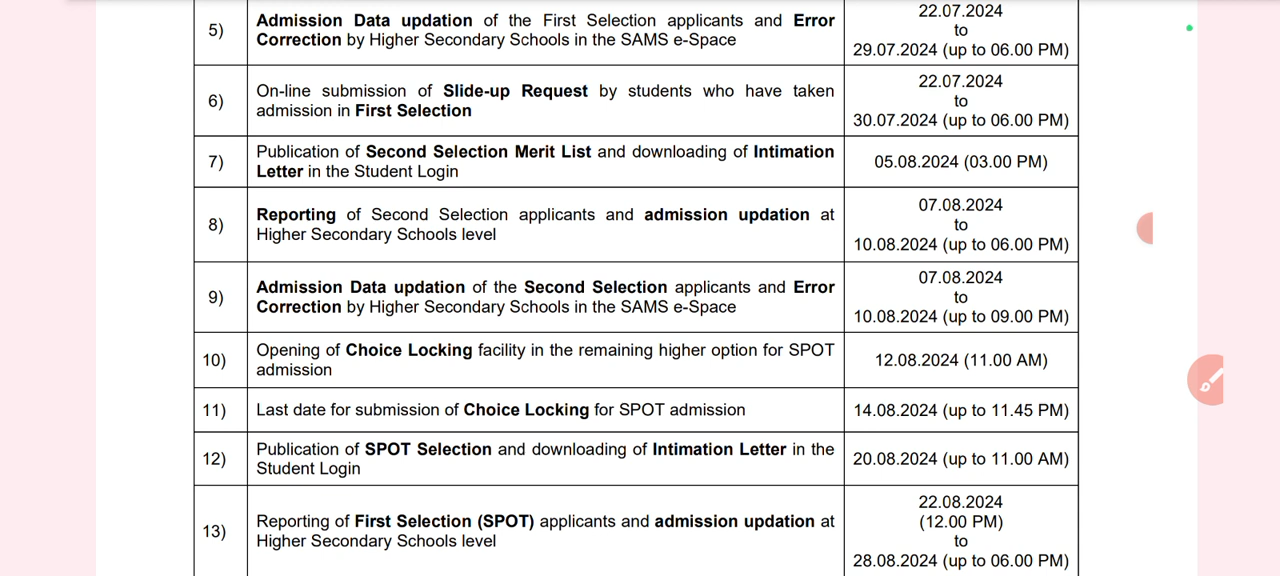 5)
Admission Data updation of the First Selection applicants and Error
Correction by Higher Secondary Schools in the SAMS e-Space
22.07.2024
to
29.07.2024 (up to 06.00 PM)
6)
On-line submission of Slide-up Request by students who have taken
admission in First Selection
22.07.2024
to
30.07.2024 (up to 06.00 PM)
7)
Publication of Second Selection Merit List and downloading of Intimation
Letter in the Student Login
05.08.2024 (03.00 PM)
8)
Reporting of Second Selection applicants and admission updation at
Higher Secondary Schools level
07.08.2024
to
10.08.2024 (up to 06.00 PM)
9)
Admission Data updation of the Second Selection applicants and Error
Correction by Higher Secondary Schools in the SAMS e-Space
07.08.2024
to
10.08.2024 (up to 09.00 PM)
10)
Opening of Choice Locking facility in the remaining higher option for SPOT
admission
12.08.2024 (11.00 AM)
11)
Last date for submission of Choice Locking for SPOT admission
14.08.2024 (up to 11.45 PM)
12)
Publication of SPOT Selection and downloading of Intimation Letter in the
Student Login
20.08.2024 (up to 11.00 AM)
13)
Reporting of First Selection (SPOT) applicants and admission updation at
Higher Secondary Schools level
22.08.2024
(12.00 PM)
to
28.08.2024 (up to 06.00 PM)